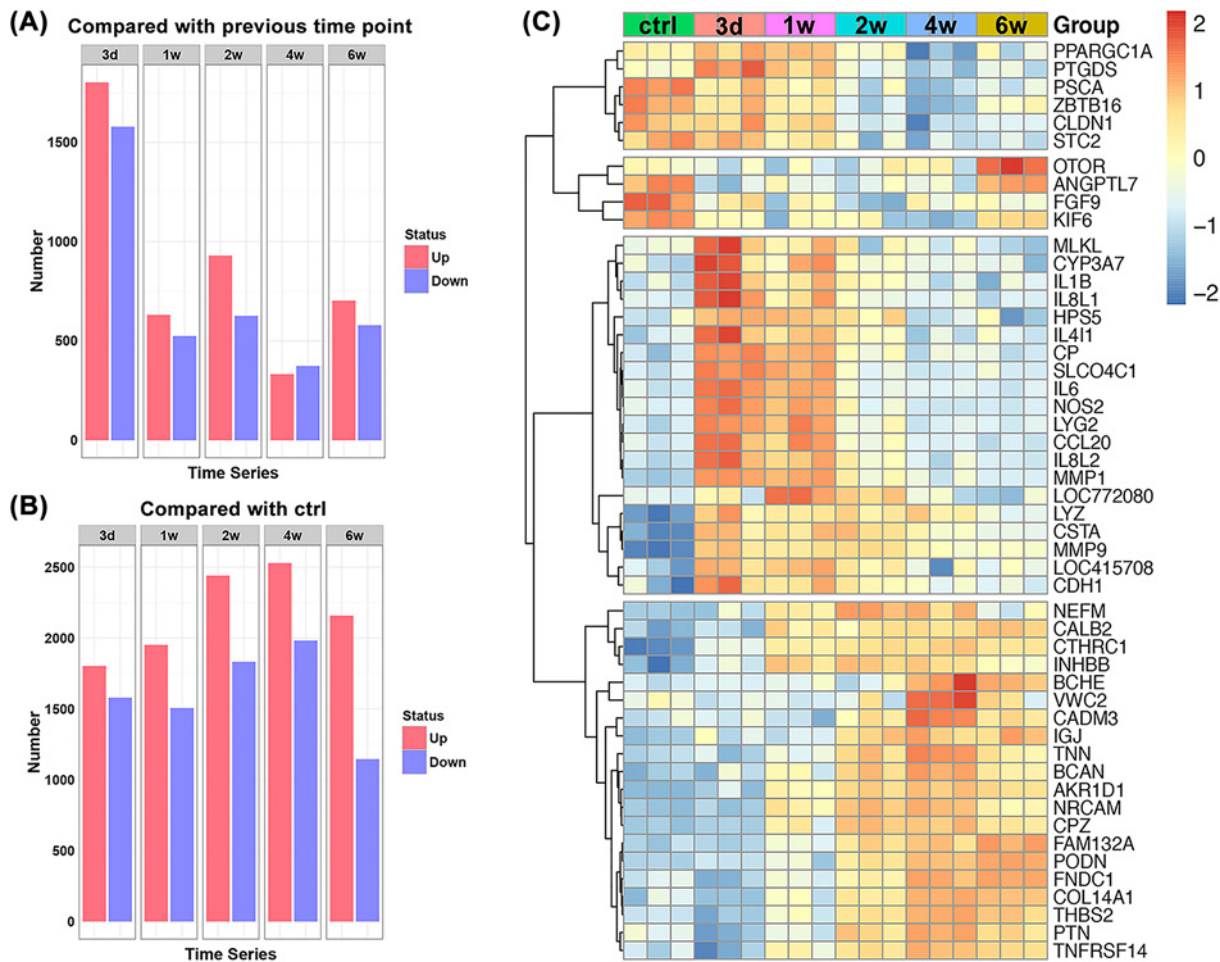 (A)
Compared with previous time point
3d 1w 2w 4w 6w
1500
1000
500
0
Number
Time Series
Status
Up
Down
(B)
Compared with ctrl
3d 1w 2w 4w 6w
2500
2000
1500
1000
500
0
Number
Time Series
Status
Up
Down
(C)
ctrl 3d 1w 2w 4w 6w Group
PPARGC1A
PTGDS
PSCA
ZBTB16
CLDN1
STC2
OTOR
ANGPTL7
FGF9
KIF6
MLKL
CYP3A7
IL1B
IL8L1
HPS5
IL4I1
CP
SLCO4C1
IL6
NOS2
LYG2
CCL20
IL8L2
MMP1
LOC772080
LYZ
CSTA
MMP9
LOC415708
CDH1
NEFM
CALB2
CTHRC1
INHBB
BCHE
VWC2
CADM3
IGJ
TNN
BCAN
AKR1D1
NRCAM
CPZ
FAM132A
PODN
FNDC1
COL14A1
THBS2
PTN
TNFRSF14
2
1
0
−1
−2